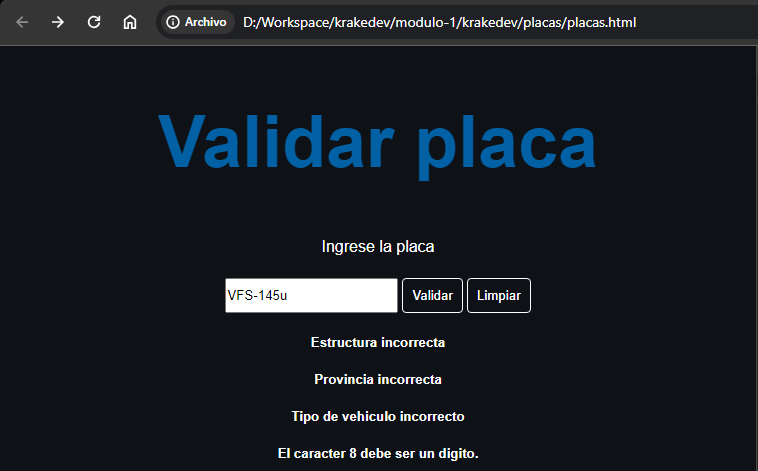 Archivo D:/Workspace/krakedev/modulo-1/krakedev/placas/placas.html
Validar placa
Ingrese la placa
VFS-145u Validar Limpiar
Estructura incorrecta
Provincia incorrecta
Tipo de vehiculo incorrecto
El caracter 8 debe ser un digito.